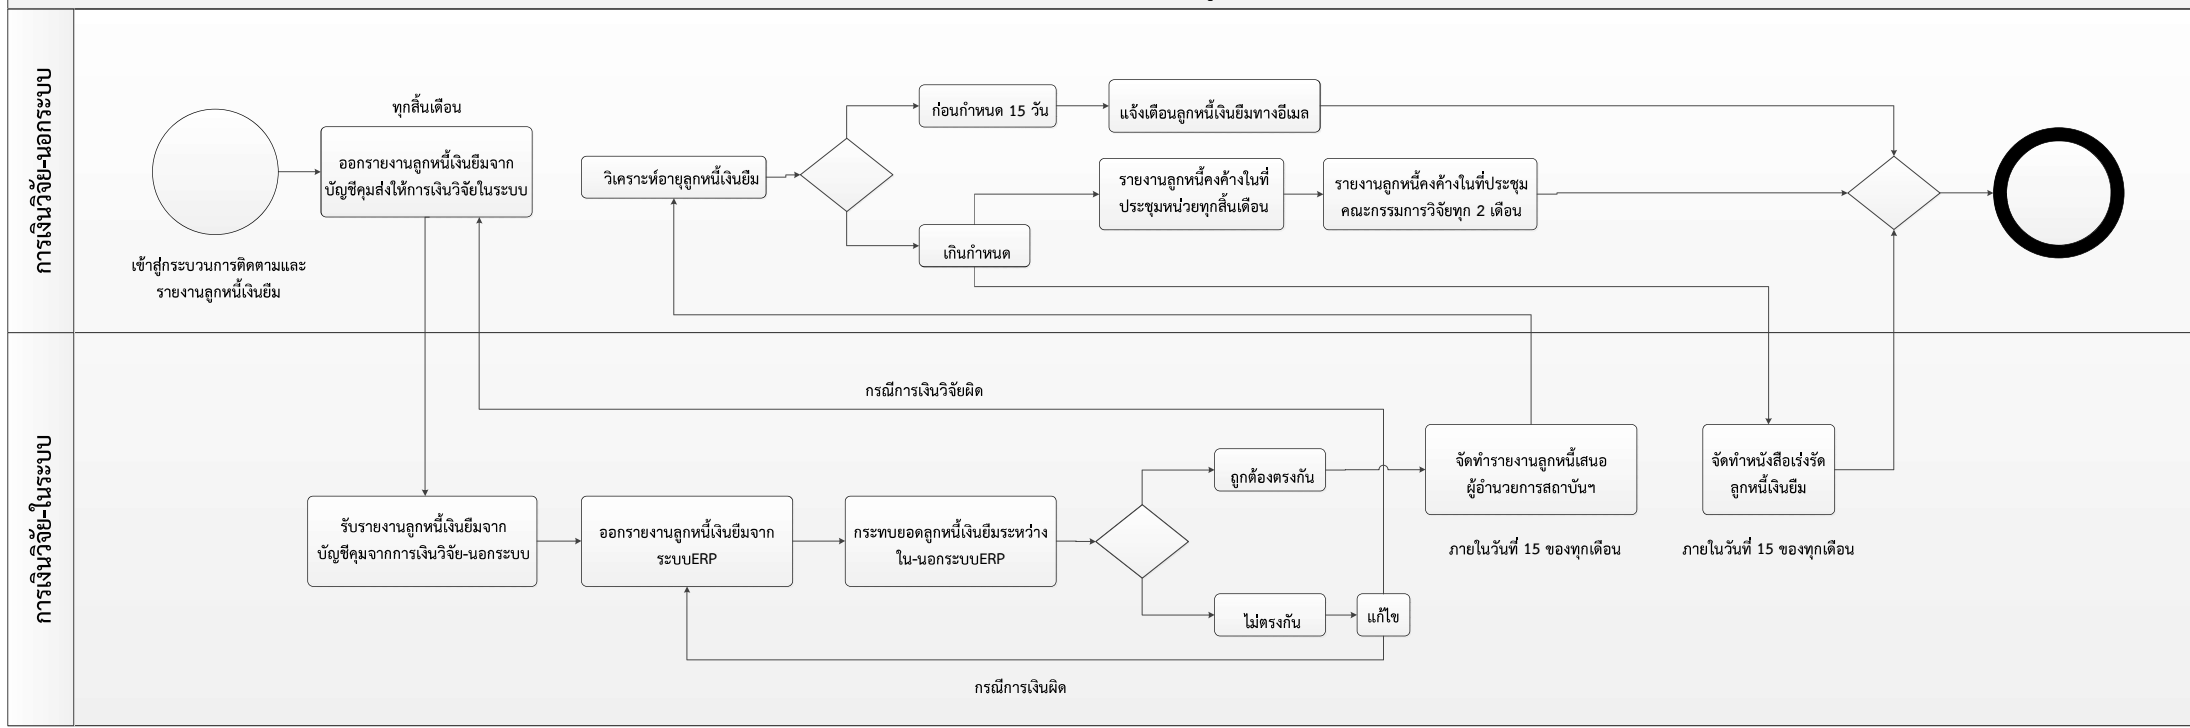 การเงินวิจัย-นอกระบบ
ทุกสิ้นเดือน
ออกรายงานลูกหนี้เงินยืมจาก
บัญชีคุมส่งให้การเงินวิจัยในระบบ
เข้าสู่กระบวนการติดตามและ
รายงานลูกหนี้เงินยืม
วิเคราะห์อายุลูกหนี้เงินยืม
ก่อนกำหนด 15 วัน
แจ้งเตือนลูกหนี้เงินยืมทางอีเมล
เกินกำหนด
รายงานลูกหนี้คงค้างในที่
ประชุมหน่วยทุกสิ้นเดือน
รายงานลูกหนี้คงค้างในที่ประชุม
คณะกรรมการวิจัยทุก 2 เดือน
การเงินวิจัย-ในระบบ
กรณีการเงินวิจัยผิด
รับรายงานลูกหนี้เงินยืมจาก
บัญชีคุมจากการเงินวิจัย-นอกระบบ
ออกรายงานลูกหนี้เงินยืมจาก
ระบบERP
กระทบยอดลูกหนี้เงินยืมระหว่าง
ใน-นอกระบบERP
ถูกต้องตรงกัน
ไม่ตรงกัน
แก้ไข
จัดทำรายงานลูกหนี้เสนอ
ผู้อำนวยการสถาบันฯ
ภายในวันที่ 15 ของทุกเดือน
จัดทำหนังสือเร่งรัด
ลูกหนี้เงินยืม
ภายในวันที่ 15 ของทุกเดือน
กรณีการเงินผิด